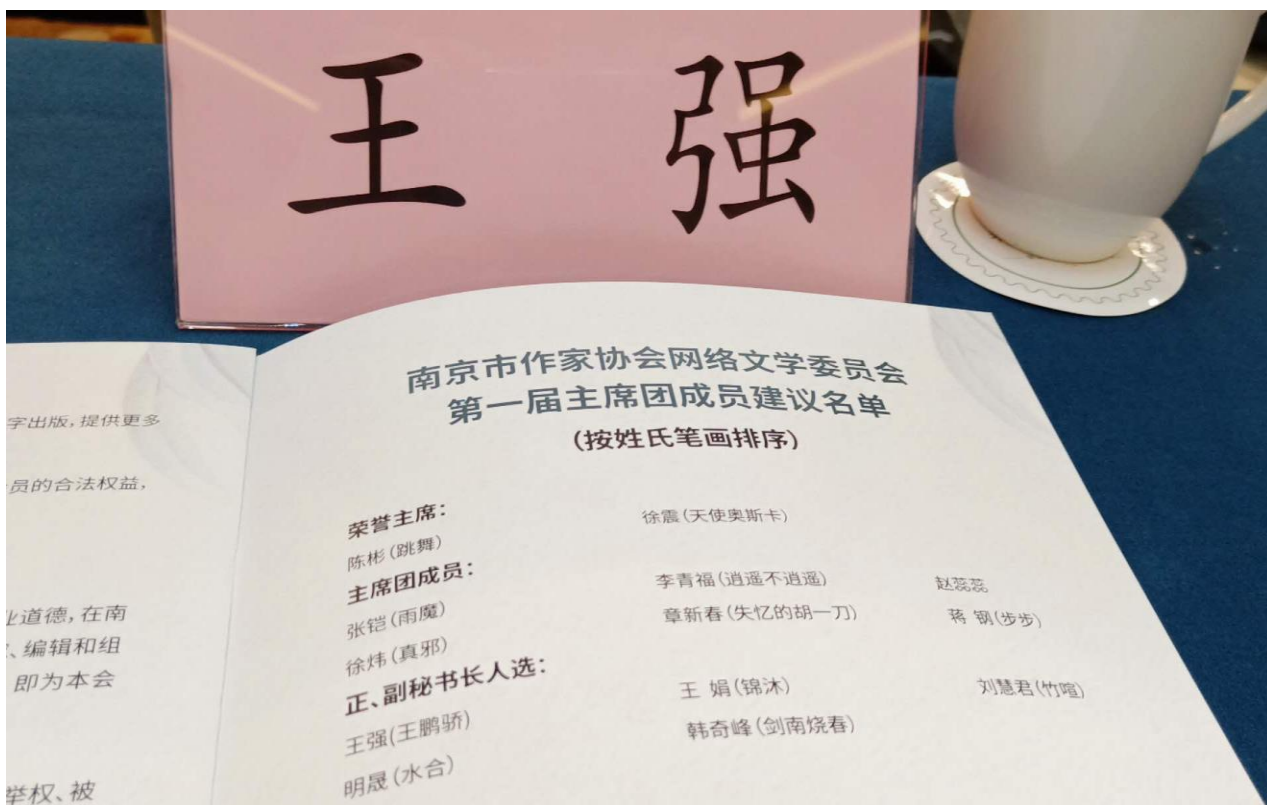 王 强
字出版,提供更多
员的合法权益,
业道德,在南
、编辑和组
即为本会
举权、被
南京市作家协会网络文学委员会
第一届主席团成员建议名单
(按姓氏笔画排序)
荣誉主席:
陈彬(跳舞) 徐震(天使奥斯卡)
主席团成员:
张铠(雨魔) 李青福(逍遥不逍遥) 赵蕊蕊
徐炜(真邪) 章新春(失忆的胡一刀) 蒋 钢(步步)
正、副秘书长人选:
王强(王鹏骄) 王 娟(锦沐) 刘慧君(竹喧)
明晟(水合) 韩奇峰(剑南烧春)